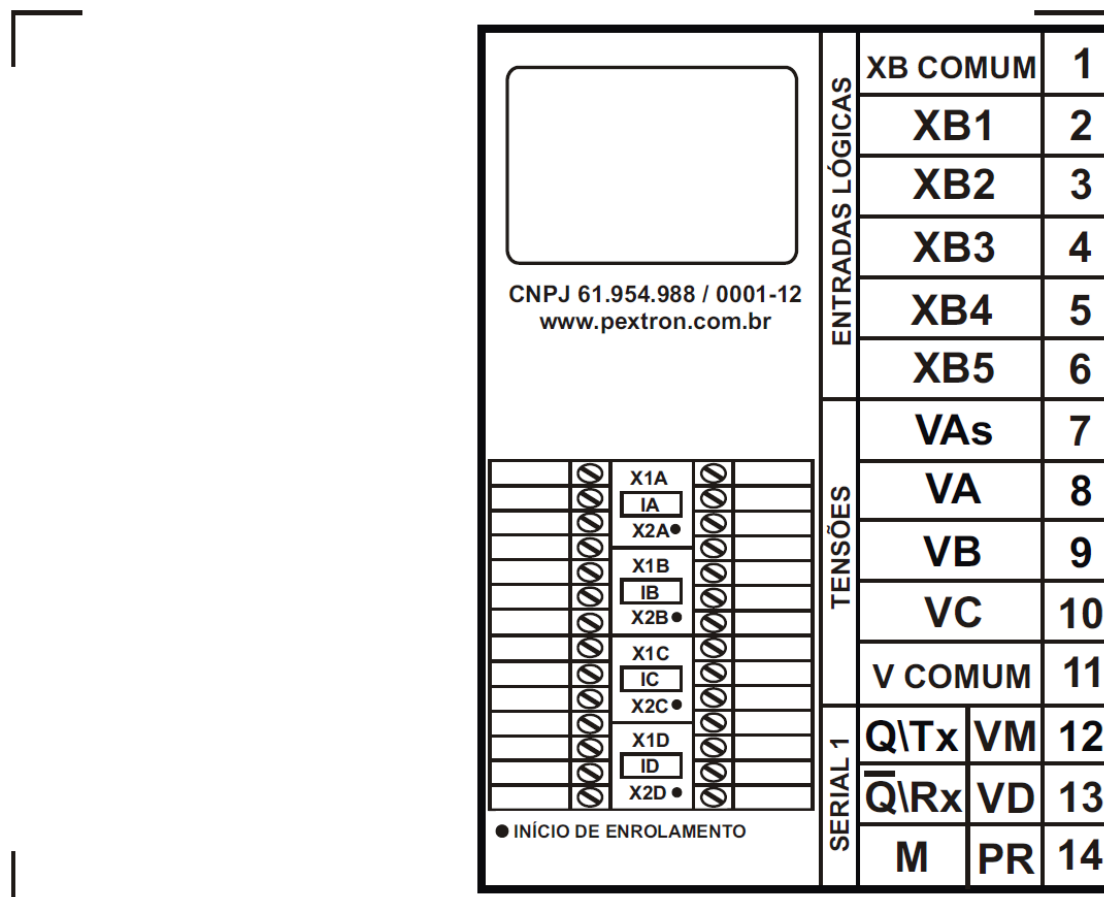 CNPJ 61.954.988 / 0001-12
www.pextron.com.br
X1A
IA
X2A
X1B
IB
X2B
X1C
IC
X2C
X1D
ID
X2D
INÍCIO DE ENROLAMENTO
ENTRADAS LÓGICAS
XB COMUM 1
XB1 2
XB2 3
XB3 4
XB4 5
XB5 6
TENSÕES
VAs 7
VA 8
VB 9
VC 10
V COMUM 11
SERIAL 1
Q\Tx VM 12
Q̅\Rx VD 13
M PR 14